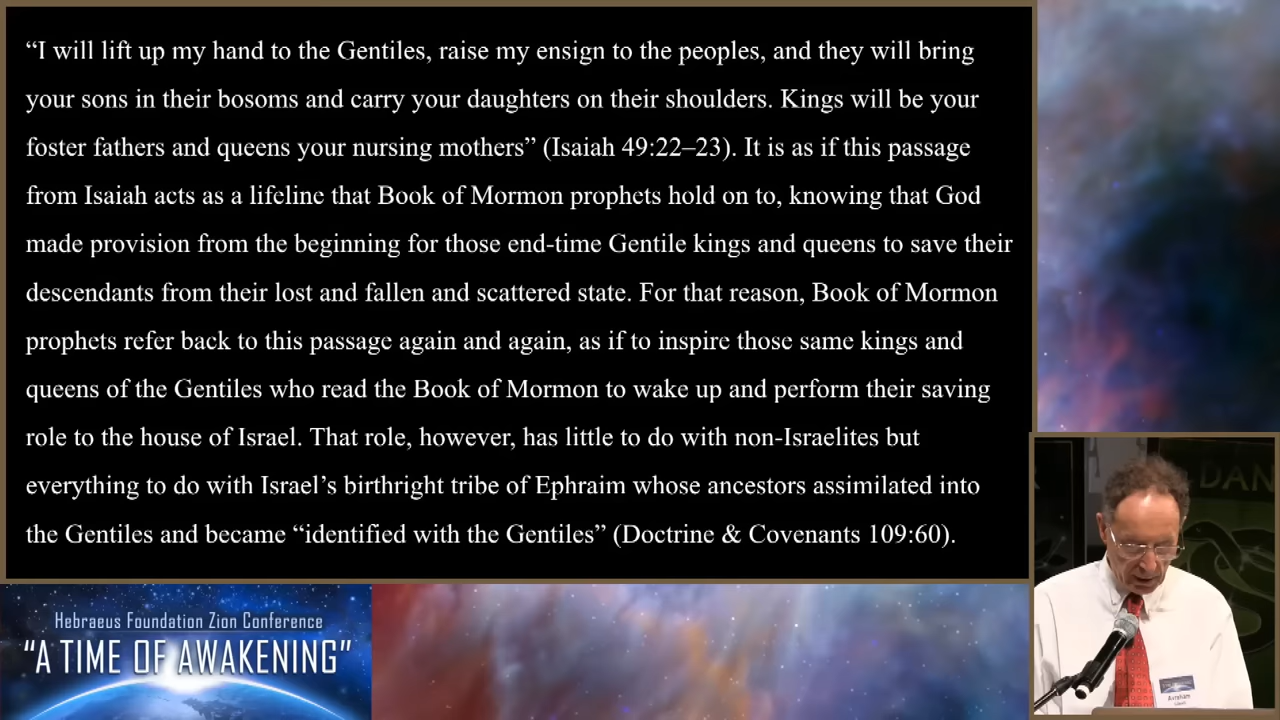 “I will lift up my hand to the Gentiles, raise my ensign to the peoples, and they will bring
your sons in their bosoms and carry your daughters on their shoulders. Kings will be your
foster fathers and queens your nursing mothers” (Isaiah 49:22–23). It is as if this passage
from Isaiah acts as a lifeline that Book of Mormon prophets hold on to, knowing that God
made provision from the beginning for those end-time Gentile kings and queens to save their
descendants from their lost and fallen and scattered state. For that reason, Book of Mormon
prophets refer back to this passage again and again, as if to inspire those same kings and
queens of the Gentiles who read the Book of Mormon to wake up and perform their saving
role to the house of Israel. That role, however, has little to do with non-Israelites but
everything to do with Israel’s birthright tribe of Ephraim whose ancestors assimilated into
the Gentiles and became “identified with the Gentiles” (Doctrine & Covenants 109:60).
DAN
Hebraeus Foundation Zion Conference
“A TIME OF AWAKENING”
Avraham